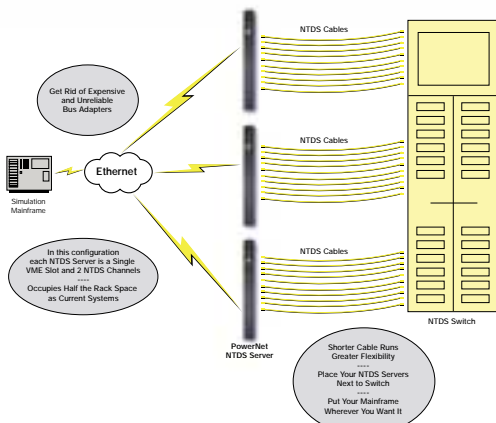 NTDS Cables
Get Rid of Expensive
and Unreliable
Bus Adapters
Ethernet
NTDS Cables
Simulation
Mainframe
In this configuration
each NTDS Server is a Single
VME Slot and 2 NTDS Channels
----
Occupies Half the Rack Space
as Current Systems
NTDS Cables
NTDS Switch
PowerNet
NTDS Server
Shorter Cable Runs
Greater Flexibility
----
Place Your NTDS Servers
Next to Switch
----
Put Your Mainframe
Wherever You Want It